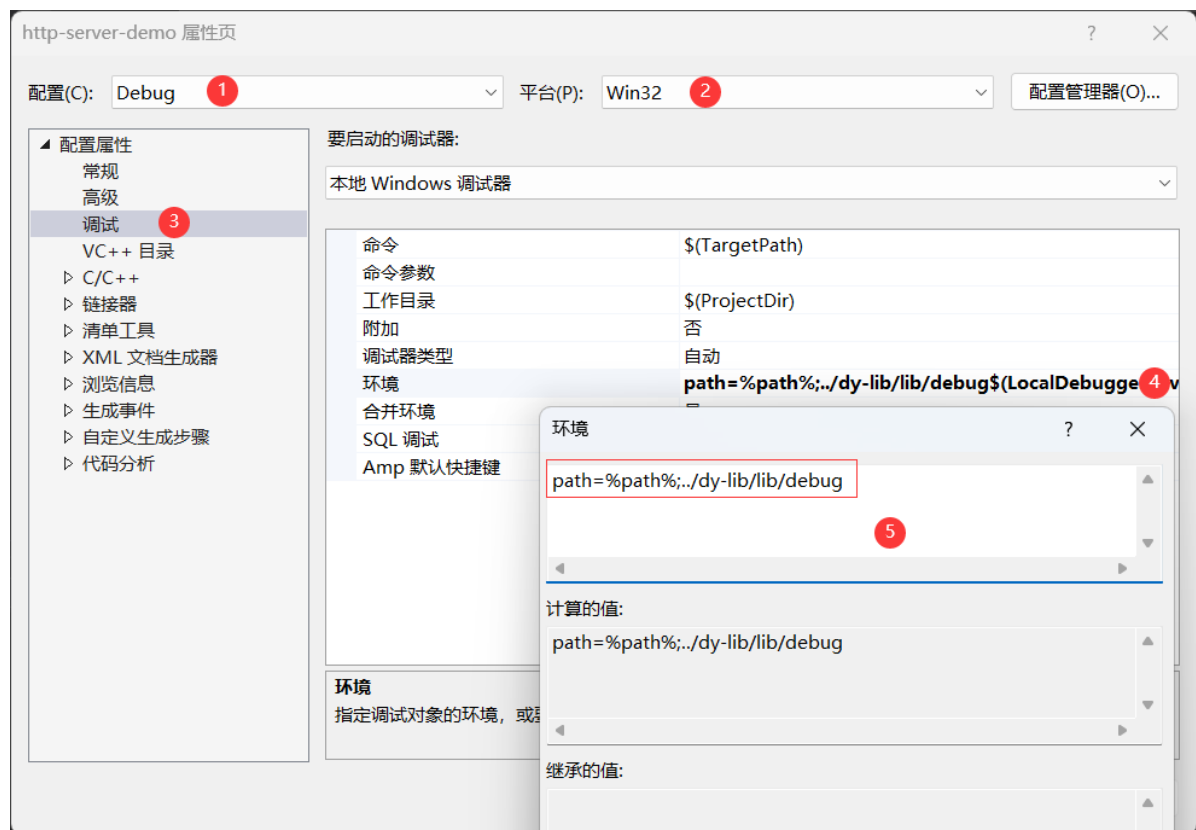 http-server-demo 属性页
?
配置(C):
Debug
1
平台(P):
Win32
2
配置管理器(O)...
配置属性
常规
高级
调试
3
VC++ 目录
C/C++
链接器
清单工具
XML 文档生成器
浏览信息
生成事件
自定义生成步骤
代码分析
要启动的调试器:
本地 Windows 调试器
命令 $(TargetPath)
命令参数
工作目录 $(ProjectDir)
附加 否
调试器类型 自动
环境 path=%path%;../dy-lib/lib/debug$(LocalDebugge
4
合并环境
SQL 调试
Amp 默认快捷键
环境
指定调试对象的环境，或
环境
?
path=%path%;../dy-lib/lib/debug
5
计算的值:
path=%path%;../dy-lib/lib/debug
继承的值: